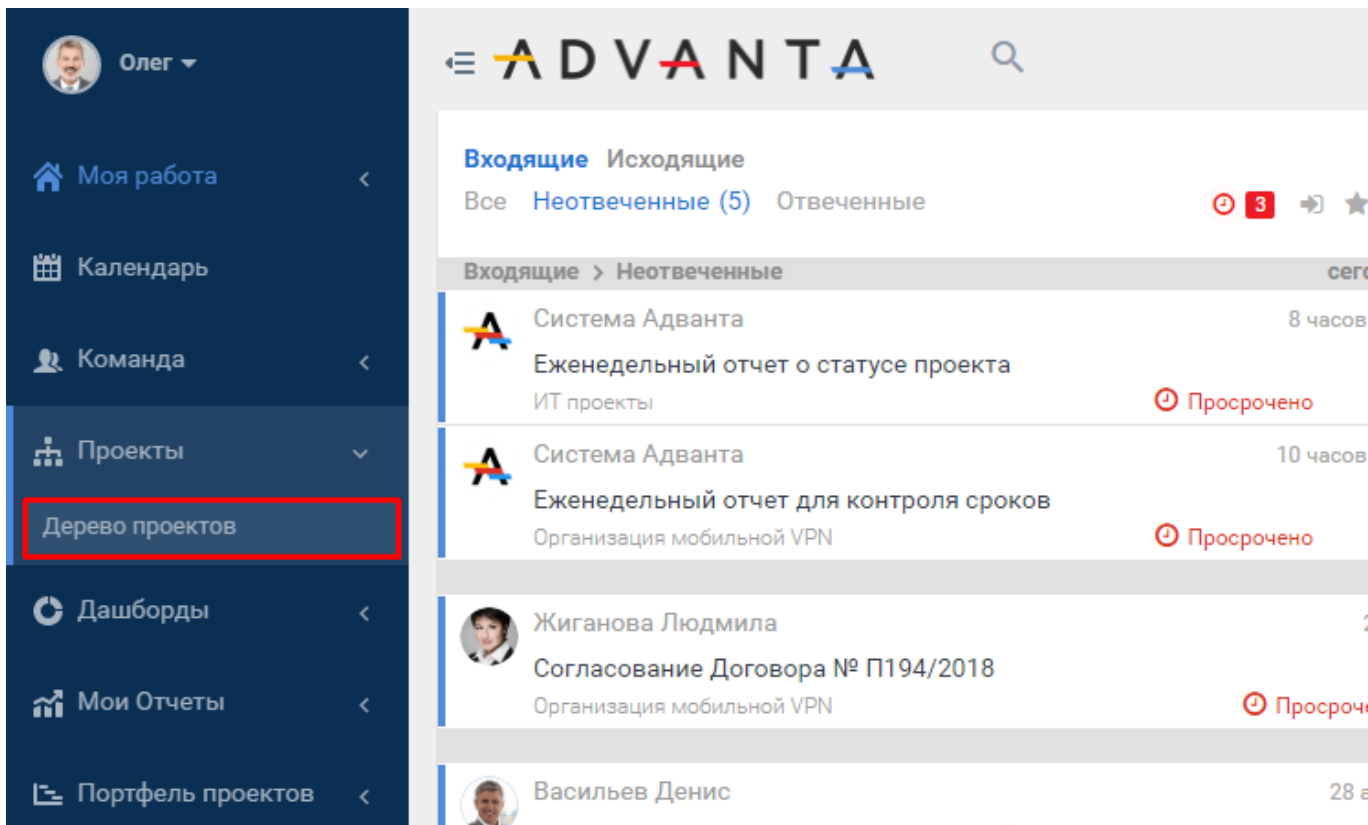 Олег
ADVANTA
Моя работа
Календарь
Команда
Проекты
Дерево проектов
Дашборды
Мои Отчеты
Портфель проектов
Входящие Исходящие
Все Неотвеченные (5) Отвеченные
3
Входящие > Неотвеченные
Система Адванта 8 часов
Еженедельный отчет о статусе проекта
ИТ проекты Просрочено
Система Адванта 10 часов
Еженедельный отчет для контроля сроков
Организация мобильной VPN Просрочено
Жиганова Людмила
Согласование Договора № П194/2018
Организация мобильной VPN
Васильев Денис 28